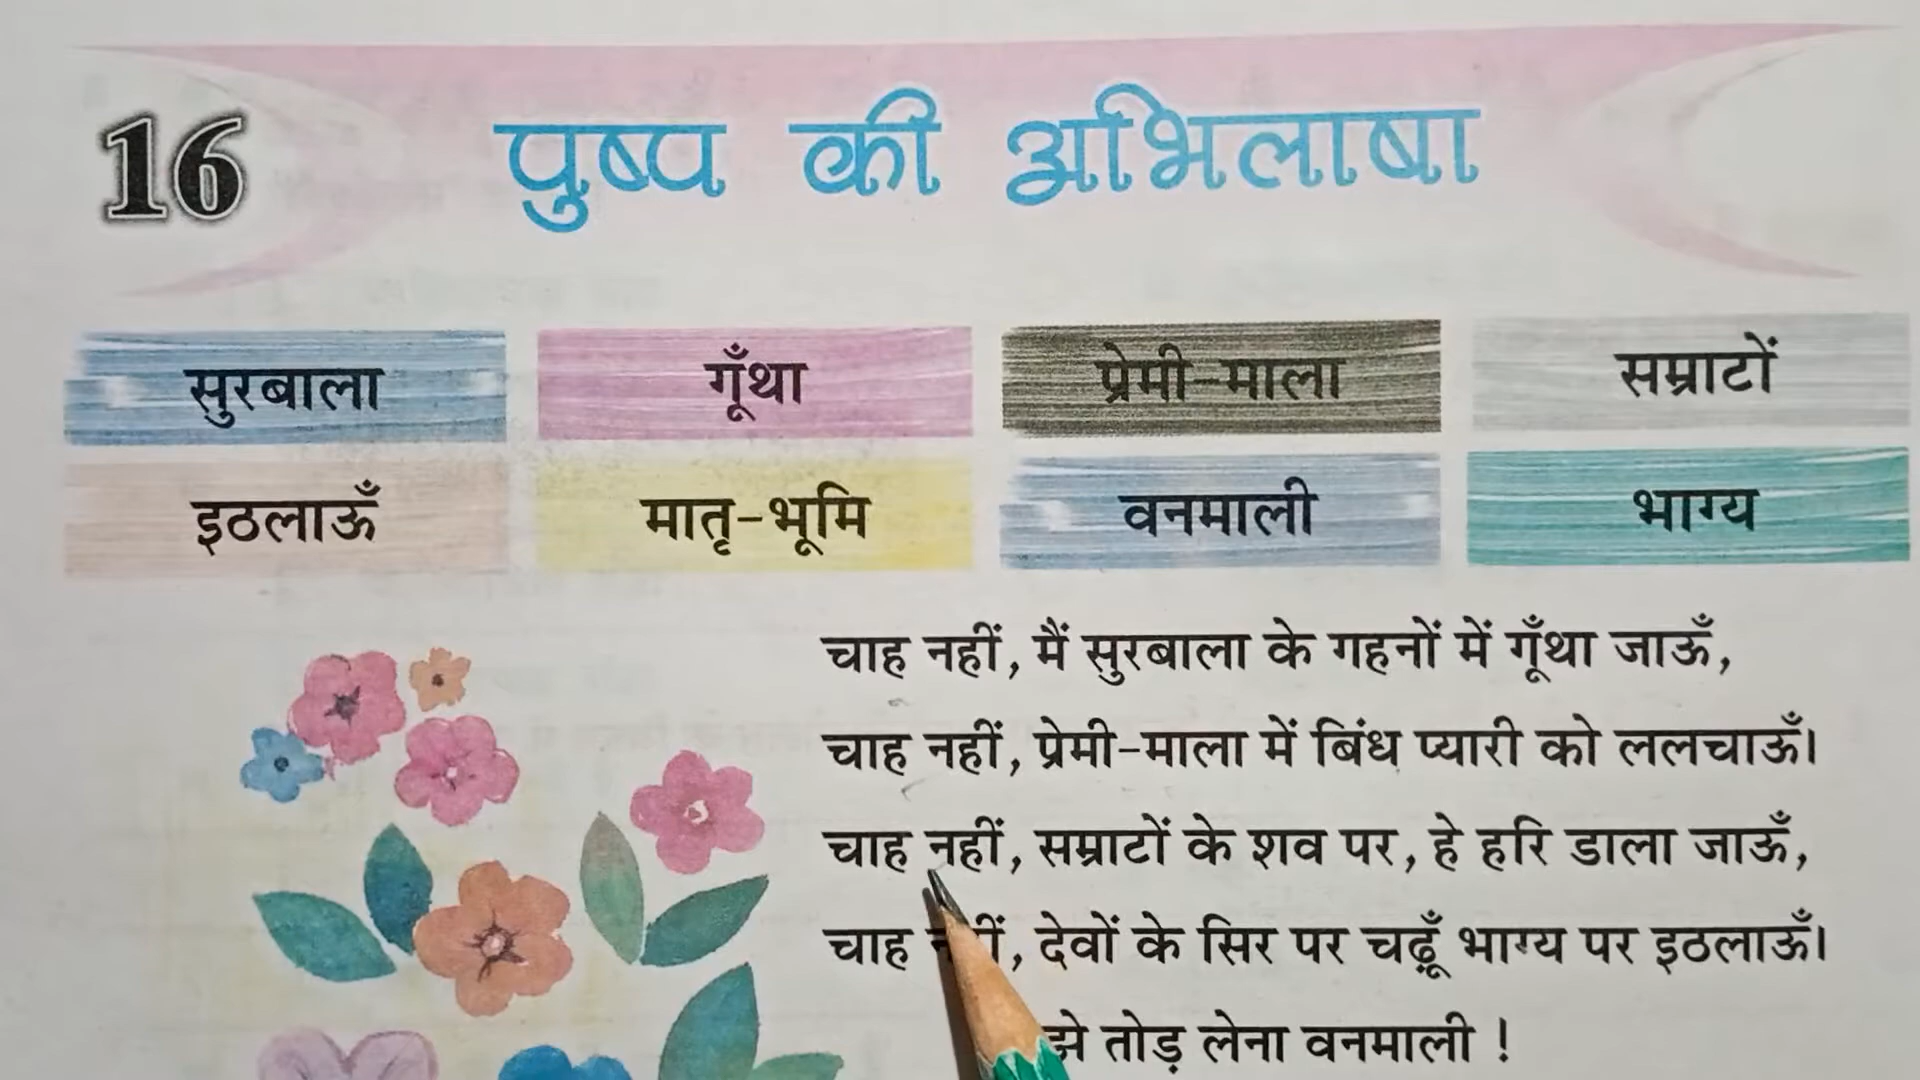 16 पुष्प की अभिलाषा
सुरबाला गूँथा प्रेमी-माला सम्राटों
इठलाऊँ मातृ-भूमि वनमाली भाग्य
चाह नहीं, मैं सुरबाला के गहनों में गूँथा जाऊँ,
चाह नहीं, प्रेमी-माला में बिंध प्यारी को ललचाऊँ।
चाह नहीं, सम्राटों के शव पर, हे हरि डाला जाऊँ,
चाह नहीं, देवों के सिर पर चढ़ूँ भाग्य पर इठलाऊँ।
तोड़ लेना वनमाली !